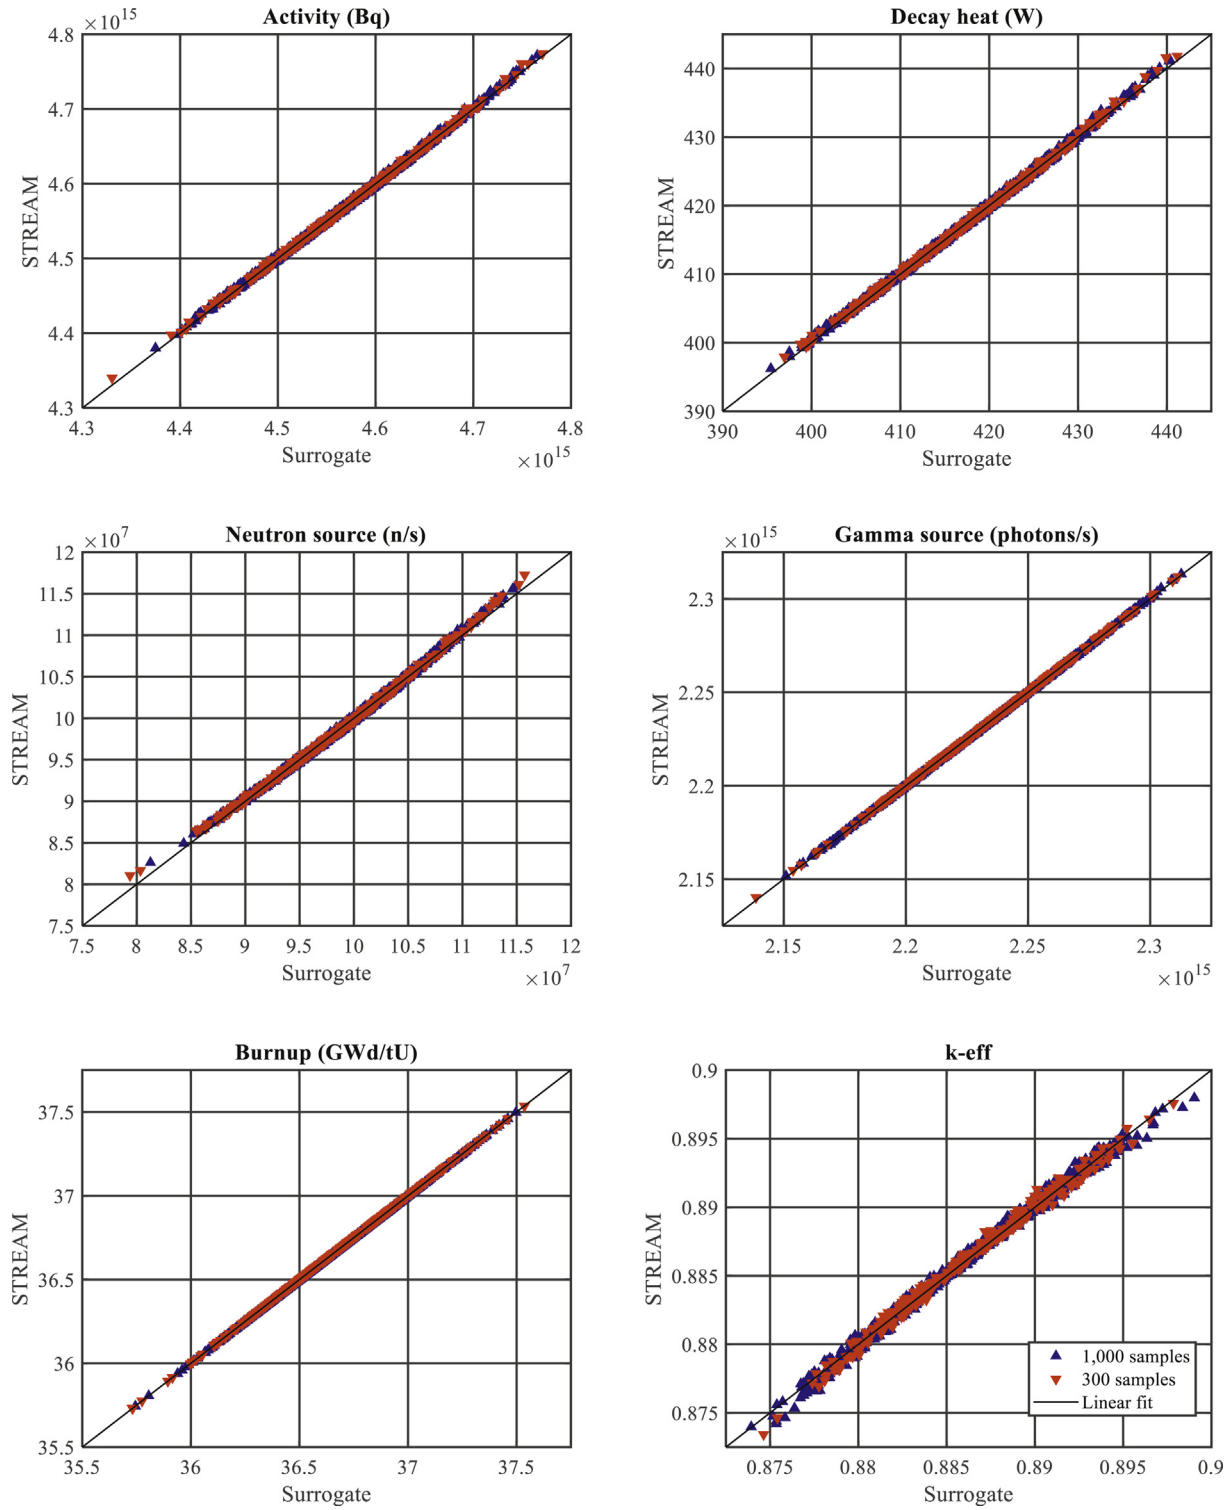 Activity (Bq)
×10^15
4.8
4.7
4.6
4.5
4.4
4.3
STREAM
4.3 4.4 4.5 4.6 4.7 4.8
Surrogate
×10^15
Decay heat (W)
440
430
420
410
400
390
STREAM
390 400 410 420 430 440
Surrogate
Neutron source (n/s)
×10^7
12
11.5
11
10.5
10
9.5
9
8.5
8
7.5
STREAM
7.5 8 8.5 9 9.5 10 10.5 11 11.5 12
Surrogate
×10^7
Gamma source (photons/s)
×10^15
2.3
2.25
2.2
2.15
STREAM
2.15 2.2 2.25 2.3
Surrogate
×10^15
Burnup (GWd/tU)
37.5
37
36.5
36
35.5
STREAM
35.5 36 36.5 37 37.5
Surrogate
k-eff
0.9
0.895
0.89
0.885
0.88
0.875
STREAM
1,000 samples
300 samples
Linear fit
0.875 0.88 0.885 0.89 0.895 0.9
Surrogate